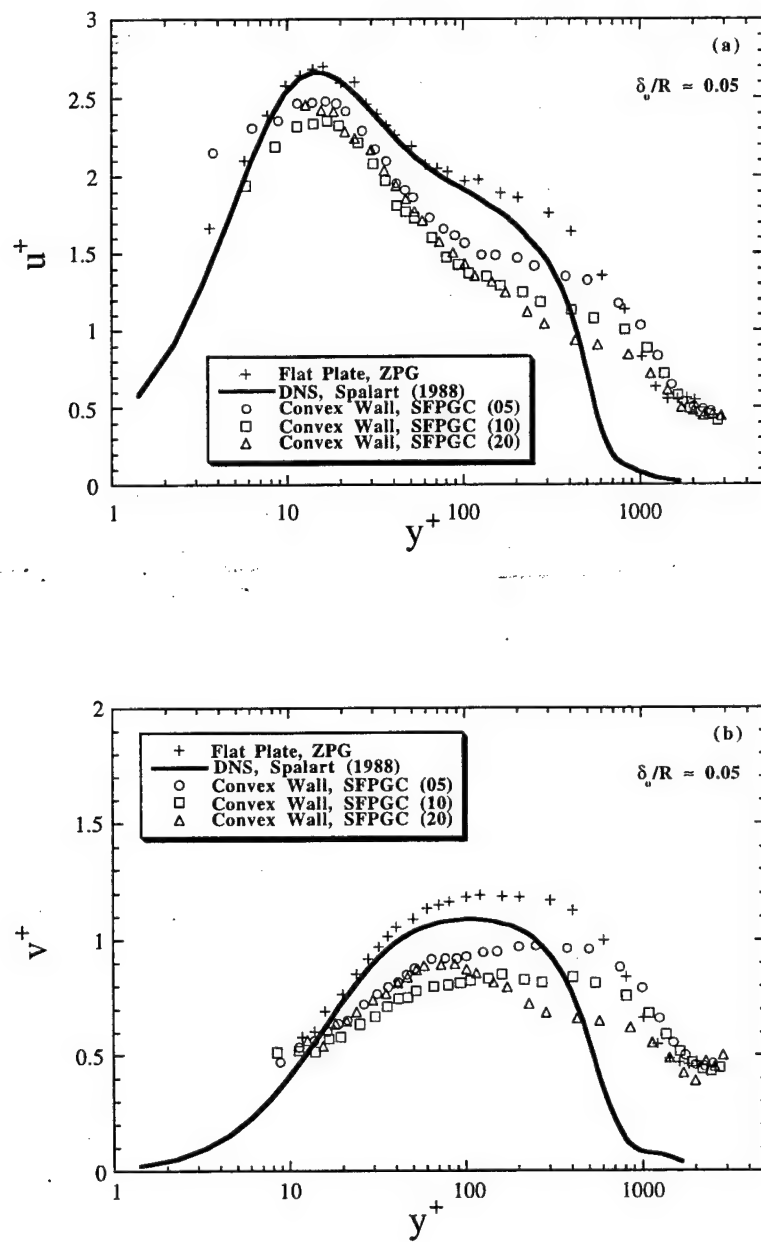 3
2.5
2
1.5
1
0.5
0
u+
(a)
δu/R = 0.05
+ Flat Plate, ZPG
DNS, Spalart (1988)
○ Convex Wall, SFPGC (05)
□ Convex Wall, SFPGC (10)
△ Convex Wall, SFPGC (20)
1 10 100 1000
y+
2
1.5
1
0.5
0
v+
(b)
δu/R = 0.05
+ Flat Plate, ZPG
DNS, Spalart (1988)
○ Convex Wall, SFPGC (05)
□ Convex Wall, SFPGC (10)
△ Convex Wall, SFPGC (20)
1 10 100 1000
y+